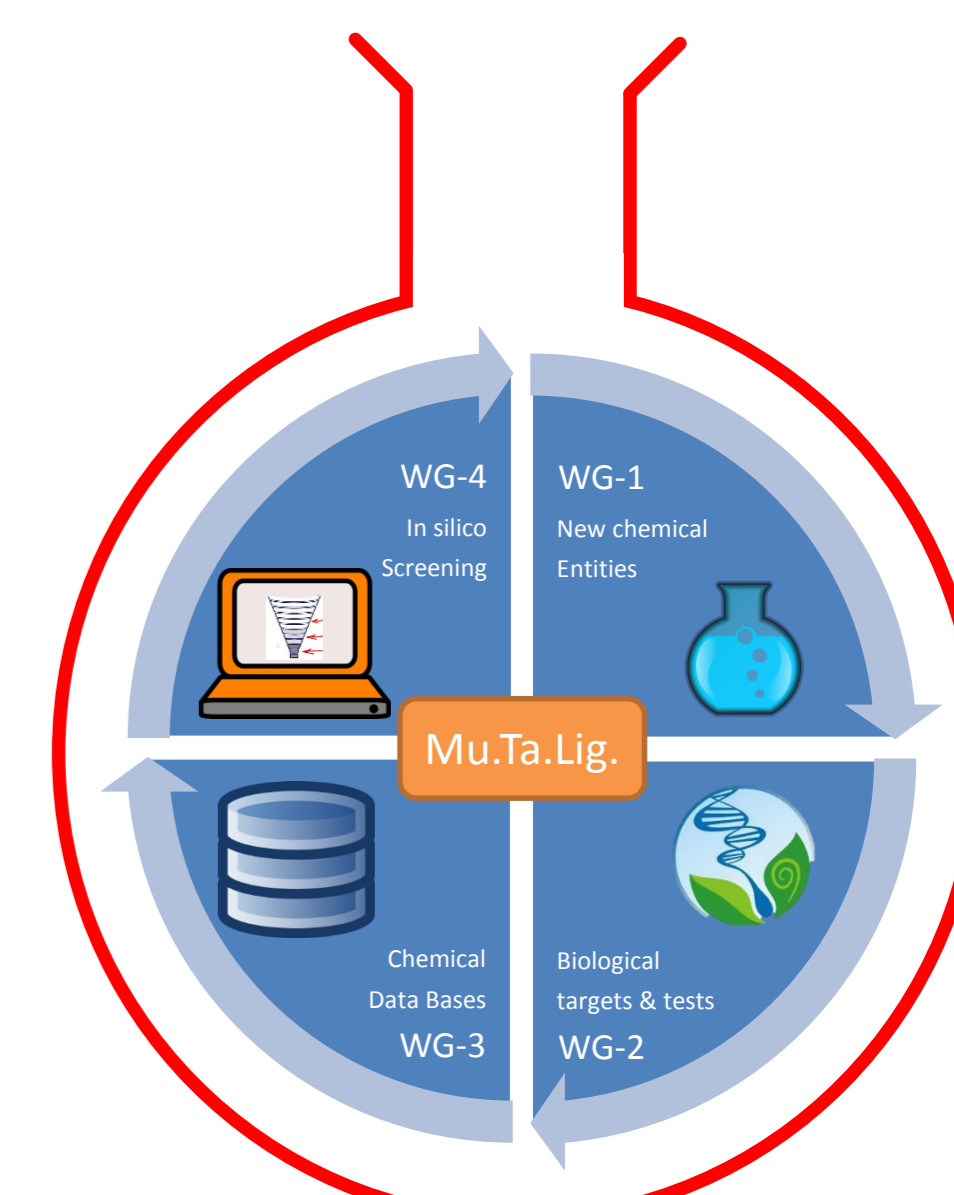 WG-4
In silico
Screening
WG-1
New chemical
Entities
Mu.Ta.Lig.
Chemical
Data Bases
WG-3
Biological
targets & tests
WG-2